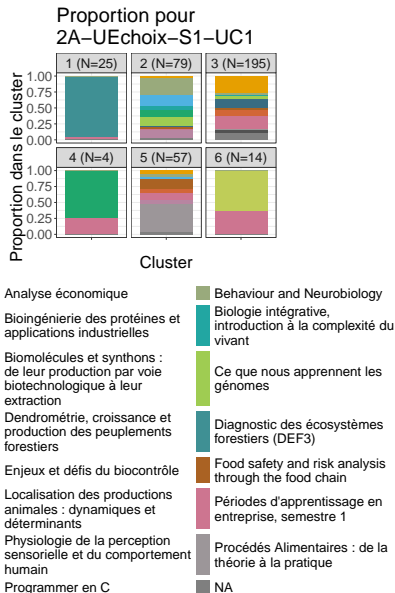 Proportion pour
2A−UEchoix−S1−UC1
Proportion dans le cluster
1 (N=25)
2 (N=79)
3 (N=195)
1.00
0.75
0.50
0.25
0.00
4 (N=4)
5 (N=57)
6 (N=14)
1.00
0.75
0.50
0.25
0.00
Cluster
Analyse économique
Bioingénierie des protéines et
applications industrielles
Biomolécules et synthons :
de leur production par voie
biotechnologique à leur
extraction
Dendrométrie, croissance et
production des peuplements
forestiers
Enjeux et défis du biocontrôle
Localisation des productions
animales : dynamiques et
déterminants
Physiologie de la perception
sensorielle et du comportement
humain
Programmer en C
Behaviour and Neurobiology
Biologie intégrative,
introduction à la complexité du
vivant
Ce que nous apprennent les
génomes
Diagnostic des écosystèmes
forestiers (DEF3)
Food safety and risk analysis
through the food chain
Périodes d'apprentissage en
entreprise, semestre 1
Procédés Alimentaires : de la
théorie à la pratique
NA